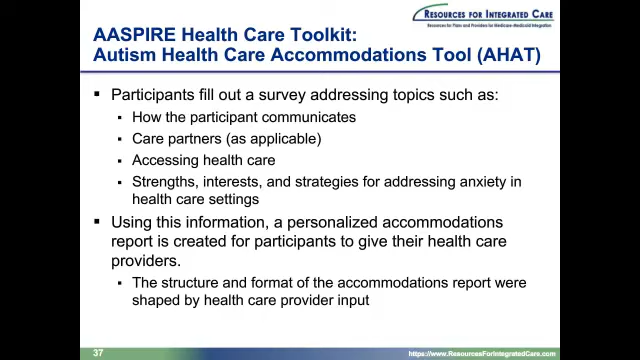 RESOURCES FOR INTEGRATED CARE
Resources for Plans and Providers for Medicare-Medicaid Integration
AASPIRE Health Care Toolkit:
Autism Health Care Accommodations Tool (AHAT)
▪ Participants fill out a survey addressing topics such as:
▪ How the participant communicates
▪ Care partners (as applicable)
▪ Accessing health care
▪ Strengths, interests, and strategies for addressing anxiety in
health care settings
▪ Using this information, a personalized accommodations
report is created for participants to give their health care
providers.
▪ The structure and format of the accommodations report were
shaped by health care provider input
37
https://www.ResourcesForIntegratedCare.com